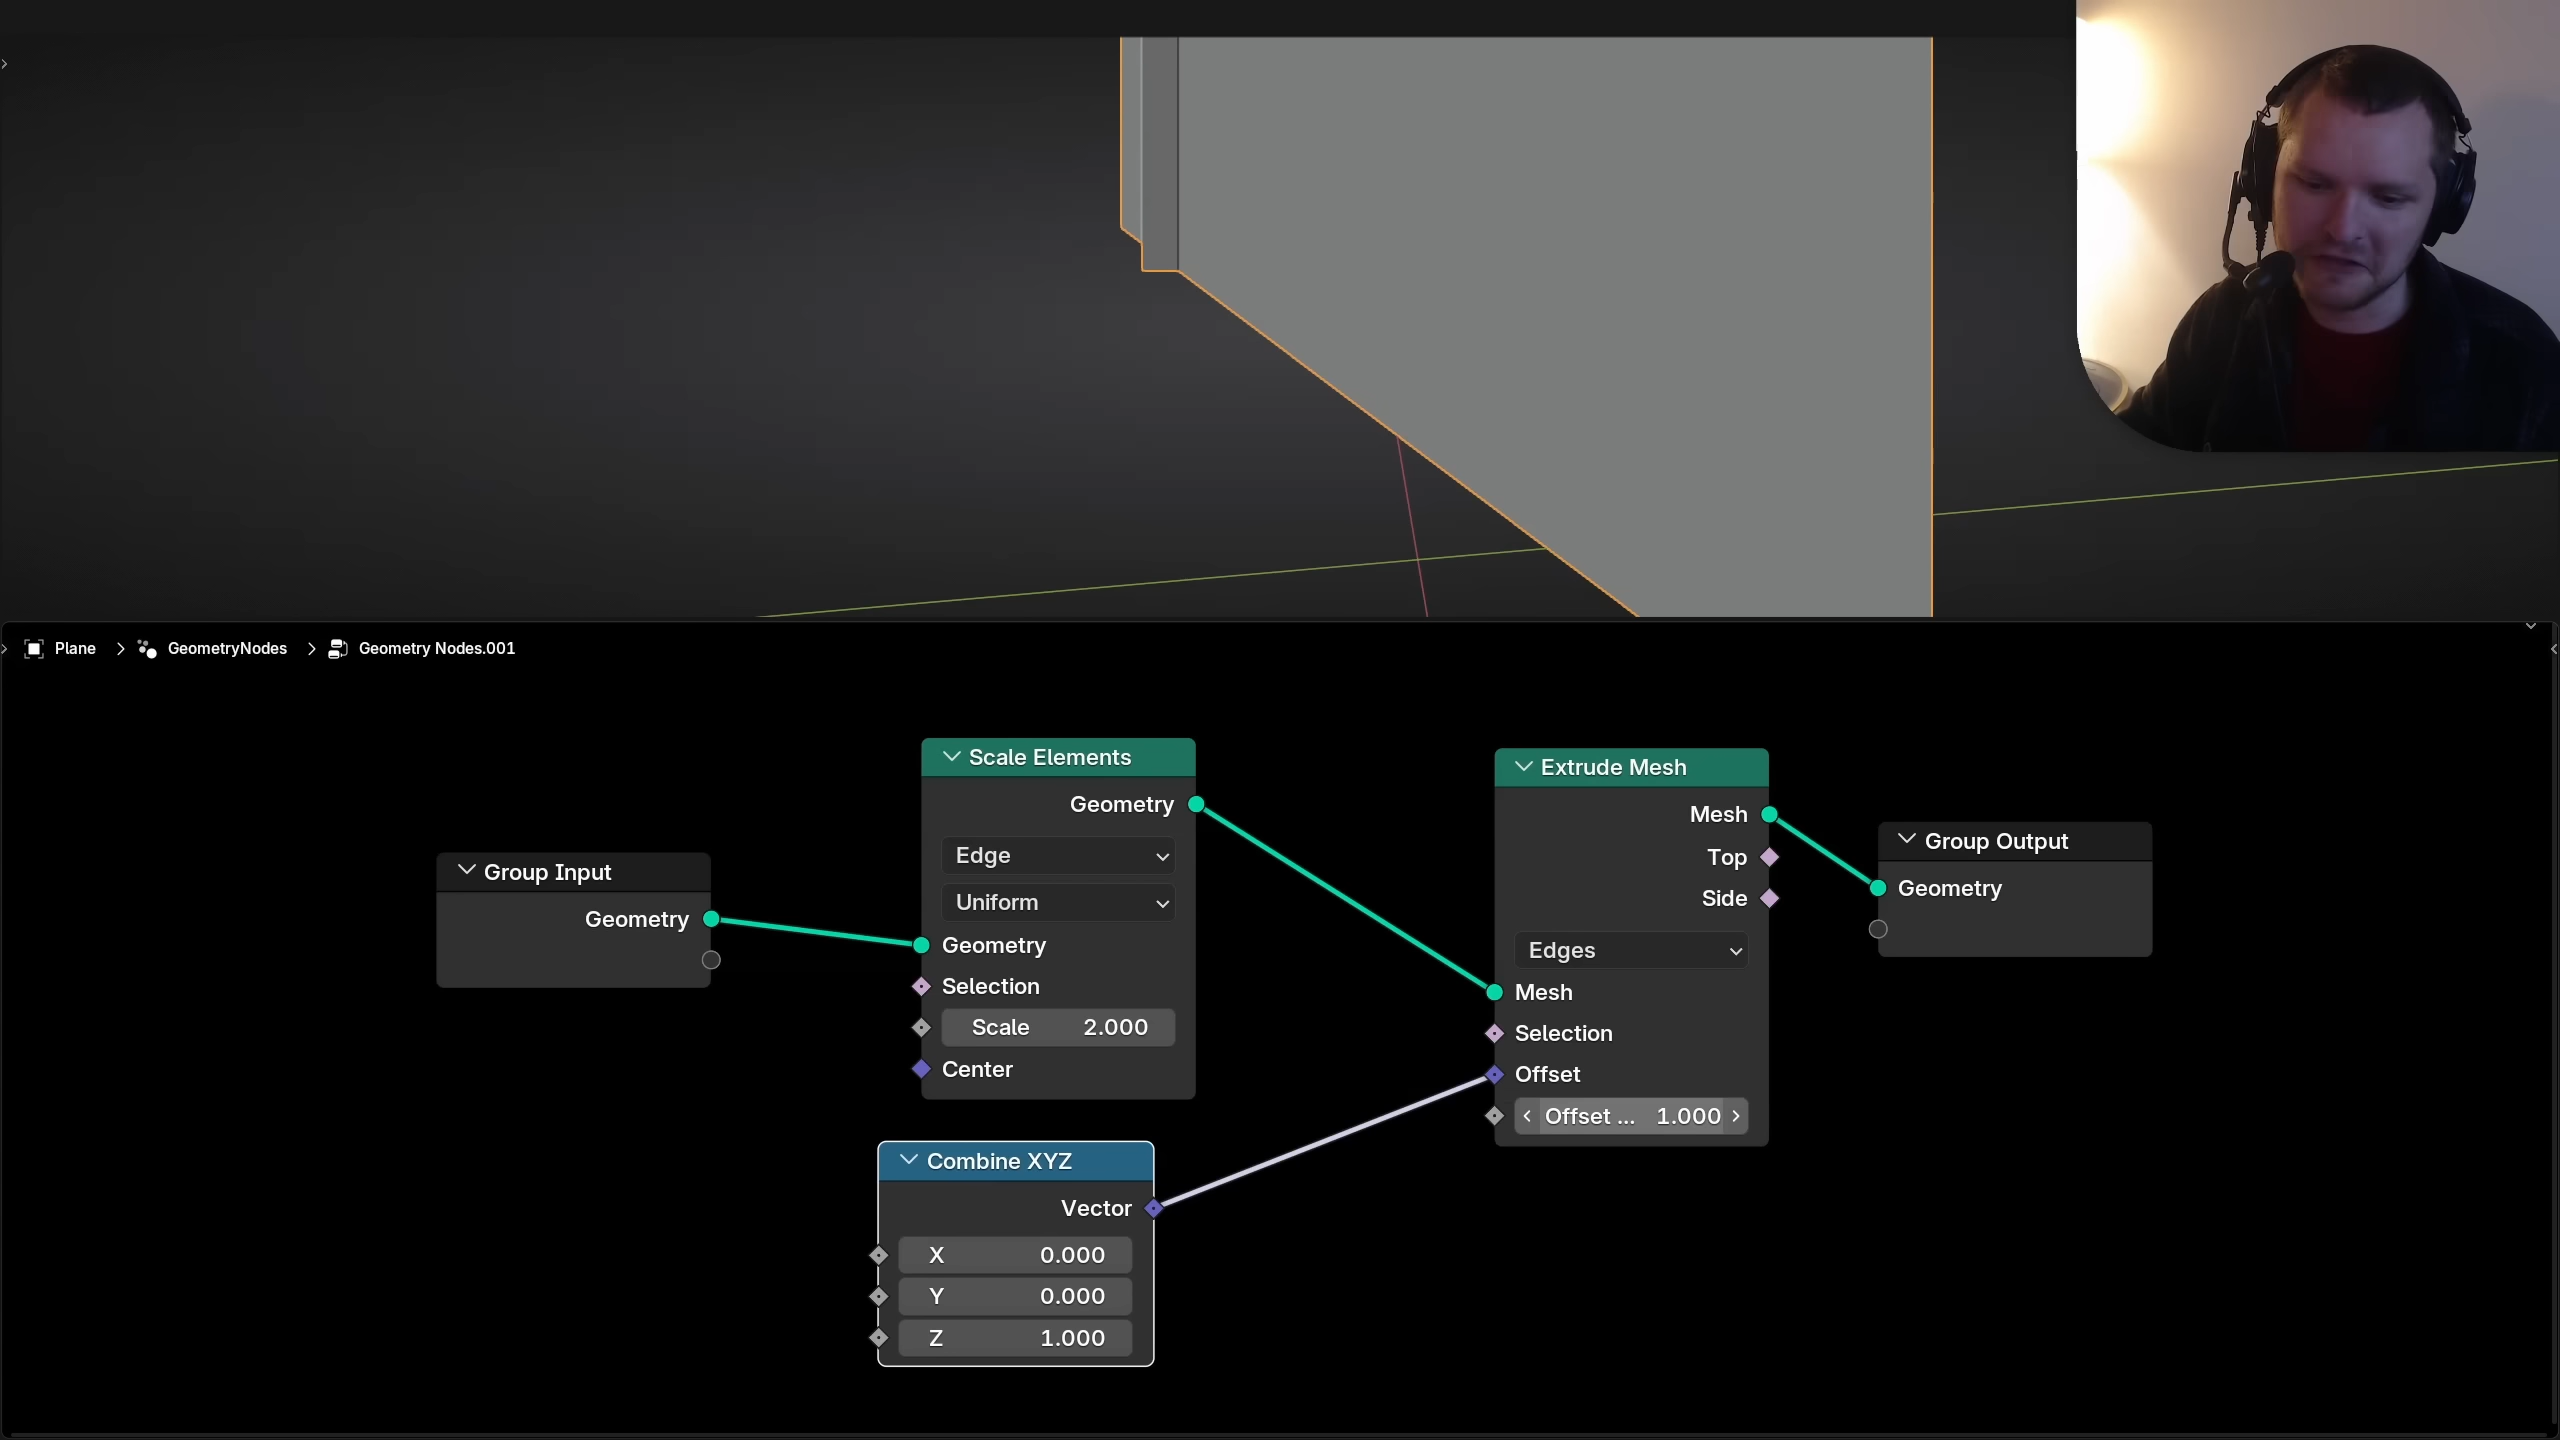 Plane GeometryNodes Geometry Nodes.001
Group Input
Geometry
Scale Elements
Geometry
Edge
Uniform
Geometry
Selection
Scale 2.000
Center
Combine XYZ
Vector
X 0.000
Y 0.000
Z 1.000
Extrude Mesh
Mesh
Top
Side
Edges
Mesh
Selection
Offset
Offset ... 1.000
Group Output
Geometry